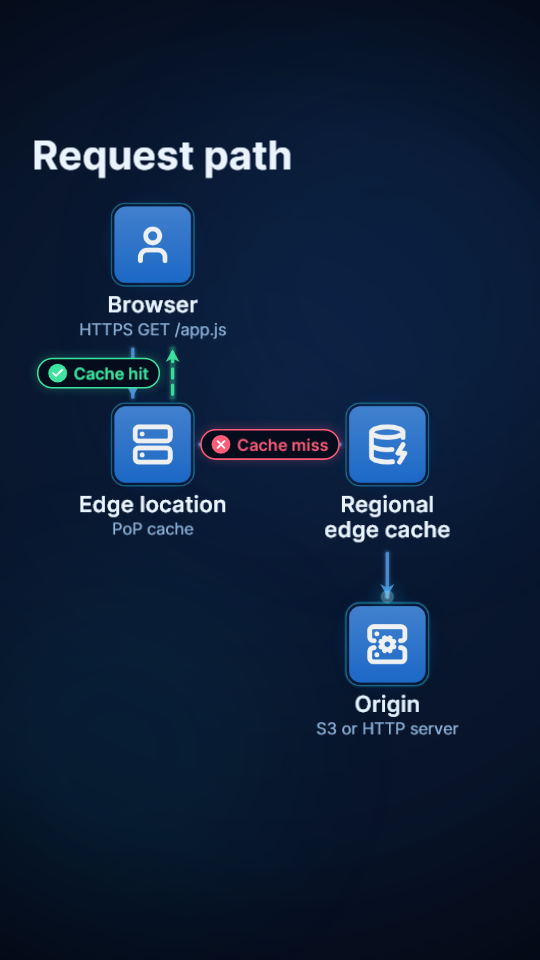 Request path
Browser
HTTPS GET /app.js
Cache hit
Cache miss
Edge location
PoP cache
Regional
edge cache
Origin
S3 or HTTP server